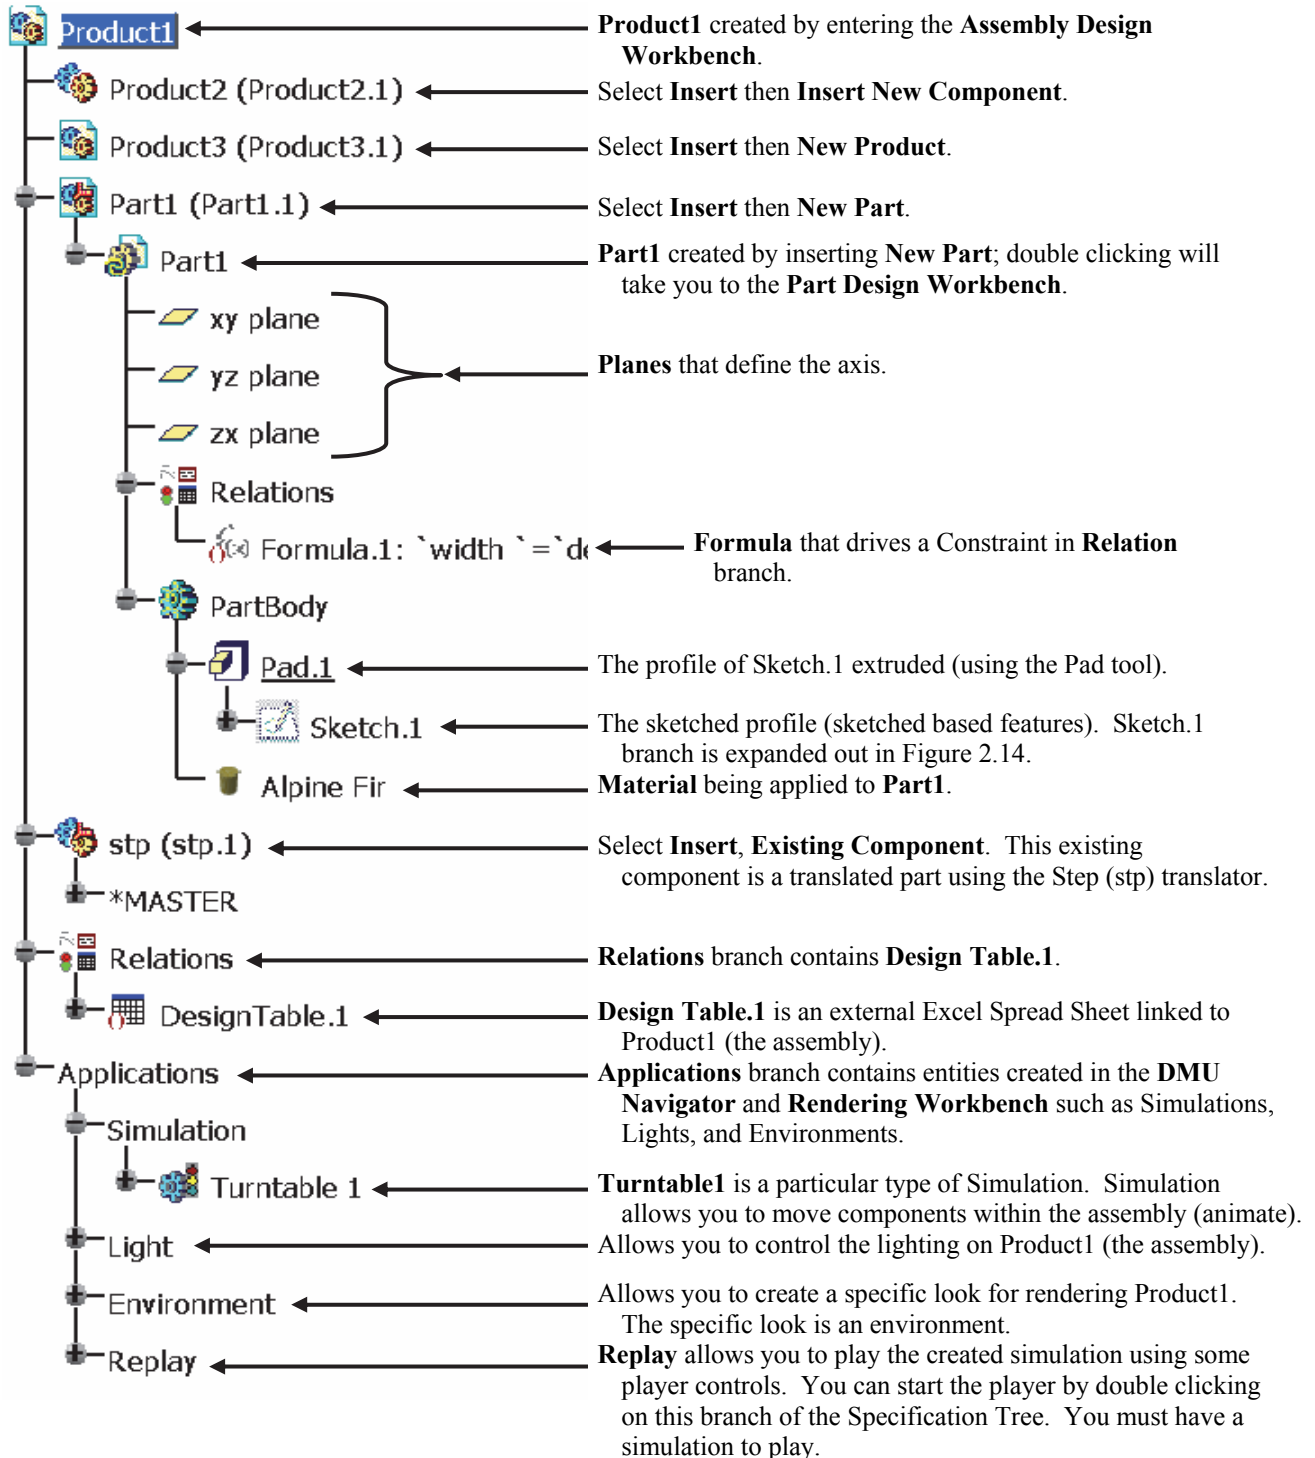 Product1
Product1 created by entering the Assembly Design
Workbench.
Product2 (Product2.1)
Select Insert then Insert New Component.
Product3 (Product3.1)
Select Insert then New Product.
Part1 (Part1.1)
Select Insert then New Part.
Part1
Part1 created by inserting New Part; double clicking will
take you to the Part Design Workbench.
xy plane
yz plane
Planes that define the axis.
zx plane
Relations
Formula.1: `width `=`de
Formula that drives a Constraint in Relation
branch.
PartBody
Pad.1
The profile of Sketch.1 extruded (using the Pad tool).
Sketch.1
The sketched profile (sketched based features). Sketch.1
branch is expanded out in Figure 2.14.
Alpine Fir
Material being applied to Part1.
stp (stp.1)
Select Insert, Existing Component. This existing
component is a translated part using the Step (stp) translator.
*MASTER
Relations
Relations branch contains Design Table.1.
DesignTable.1
Design Table.1 is an external Excel Spread Sheet linked to
Product1 (the assembly).
Applications
Applications branch contains entities created in the DMU
Navigator and Rendering Workbench such as Simulations,
Lights, and Environments.
Simulation
Turntable 1
Turntable1 is a particular type of Simulation. Simulation
allows you to move components within the assembly (animate).
Light
Allows you to control the lighting on Product1 (the assembly).
Environment
Allows you to create a specific look for rendering Product1.
The specific look is an environment.
Replay
Replay allows you to play the created simulation using some
player controls. You can start the player by double clicking
on this branch of the Specification Tree. You must have a
simulation to play.